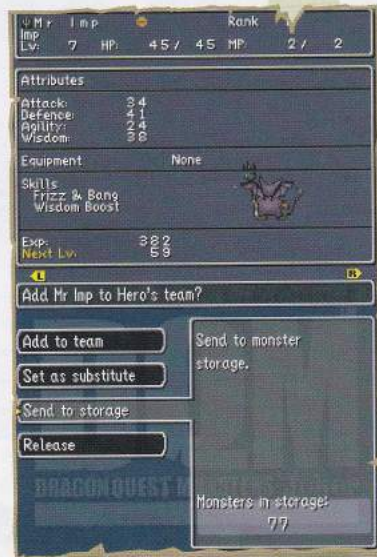 Mr Imp Rank
Imp
Lv: 7 HP: 45/ 45 MP: 2/ 2
Attributes
Attack: 34
Defence: 41
Agility: 24
Wisdom: 38
Equipment None
Skills
Frizz & Bang
Wisdom Boost
Exp: 382
Next Lv: 59
L R
Add Mr Imp to Hero's team?
Add to team
Set as substitute
Send to storage
Release
Send to monster
storage.
DRAGON QUEST
Monsters in storage:
77